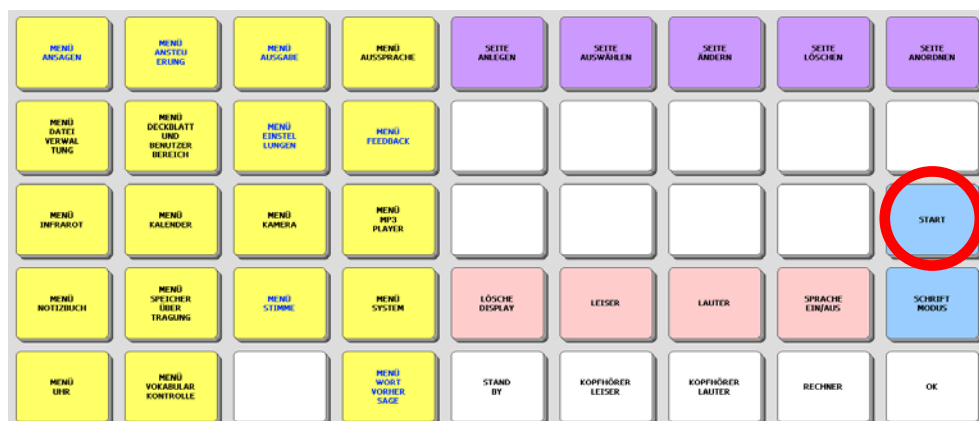 MENÜ
ANSAGEN
MENÜ
ANSTEU
ERUNG
MENÜ
AUSGABE
MENÜ
AUSSPRACHE
SEITE
ANLEGEN
SEITE
AUSWÄHLEN
SEITE
ÄNDERN
SEITE
LÖSCHEN
SEITE
ANORDNEN
MENÜ
DATEI
VERWAL
TUNG
MENÜ
DECKBLATT
UND
BENUTZER
BEREICH
MENÜ
EINSTEL
LUNGEN
MENÜ
FEEDBACK
MENÜ
INFRAROT
MENÜ
KALENDER
MENÜ
KAMERA
MENÜ
MP3
PLAYER
START
MENÜ
NOTIZBUCH
MENÜ
SPEICHER
ÜBER
TRAGUNG
MENÜ
STIMME
MENÜ
SYSTEM
LÖSCHE
DISPLAY
LEISER
LAUTER
SPRACHE
EIN/AUS
SCHRIFT
MODUS
MENÜ
UHR
MENÜ
VOKABULAR
KONTROLLE
MENÜ
WORT
VORHER
SAGE
STAND
BY
KOPFHÖRER
LEISER
KOPFHÖRER
LAUTER
RECHNER
OK